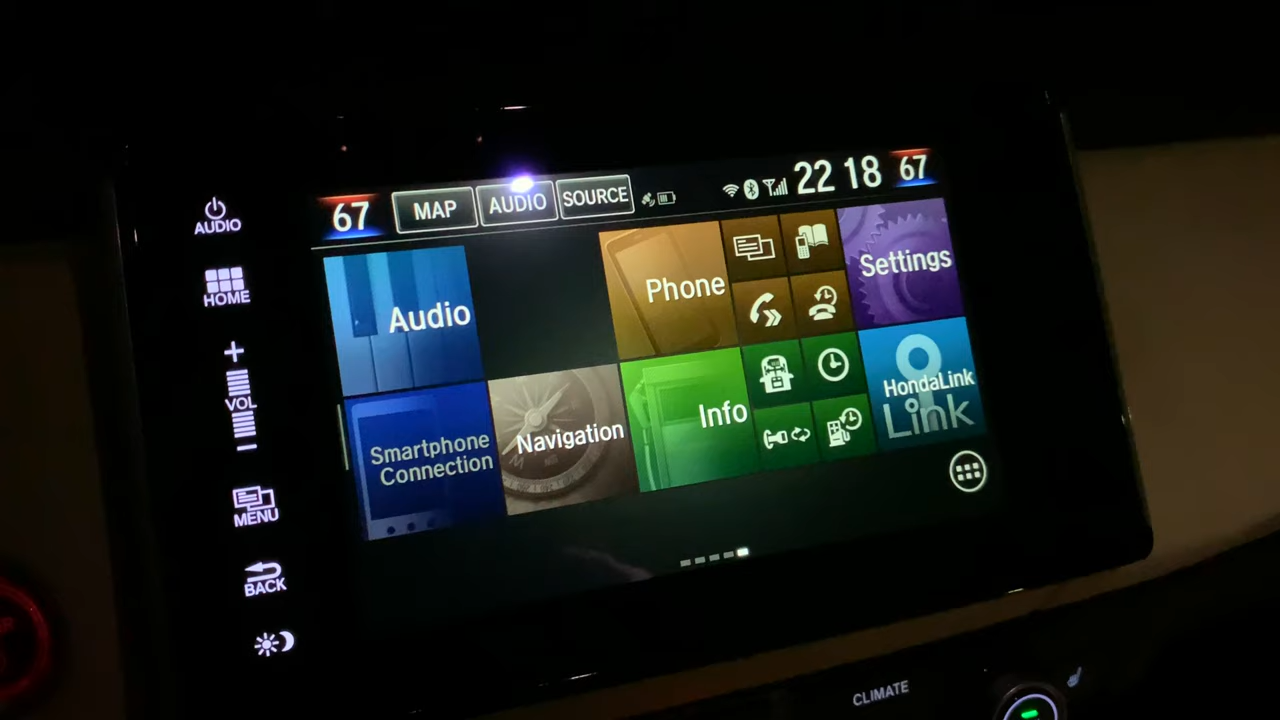 AUDIO
HOME
+
VOL
-
MENU
BACK
67
MAP
AUDIO
SOURCE
22 18
67
Audio
Phone
Settings
Smartphone
Connection
Navigation
Info
HondaLink
Link
CLIMATE